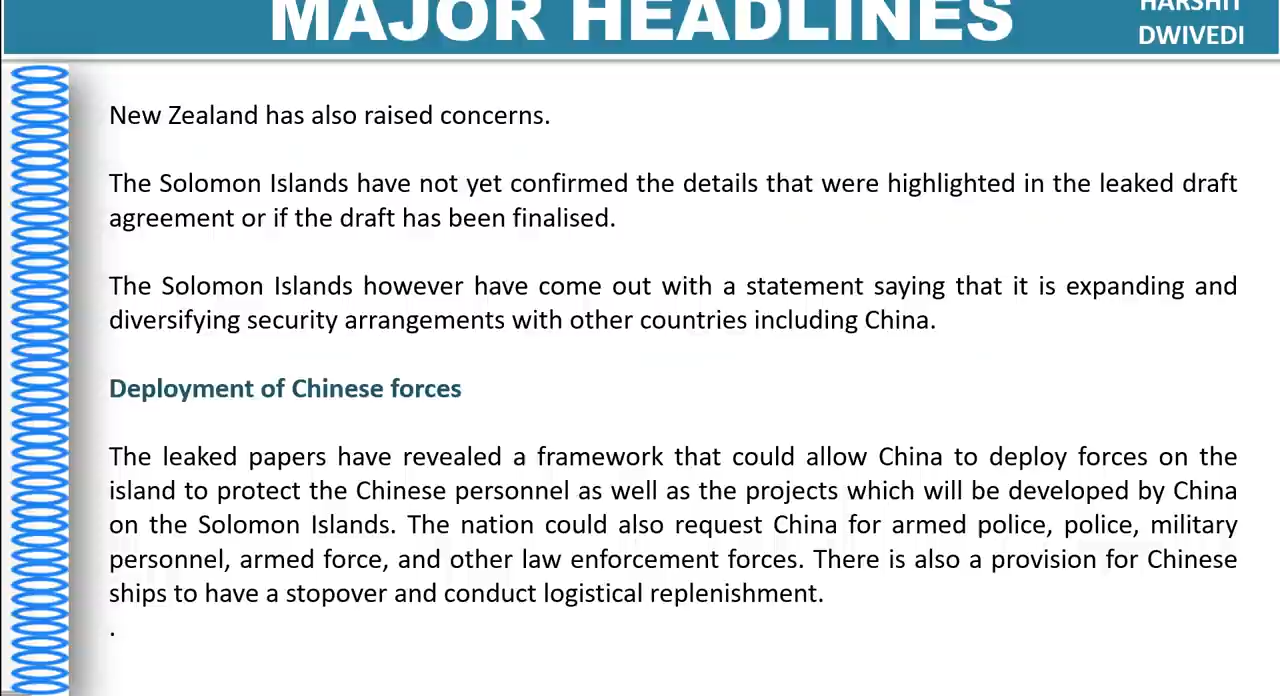 MAJOR HEADLINES
HARSHIT
DWIVEDI
New Zealand has also raised concerns.
The Solomon Islands have not yet confirmed the details that were highlighted in the leaked draft
agreement or if the draft has been finalised.
The Solomon Islands however have come out with a statement saying that it is expanding and
diversifying security arrangements with other countries including China.
Deployment of Chinese forces
The leaked papers have revealed a framework that could allow China to deploy forces on the
island to protect the Chinese personnel as well as the projects which will be developed by China
on the Solomon Islands. The nation could also request China for armed police, police, military
personnel, armed force, and other law enforcement forces. There is also a provision for Chinese
ships to have a stopover and conduct logistical replenishment.
.